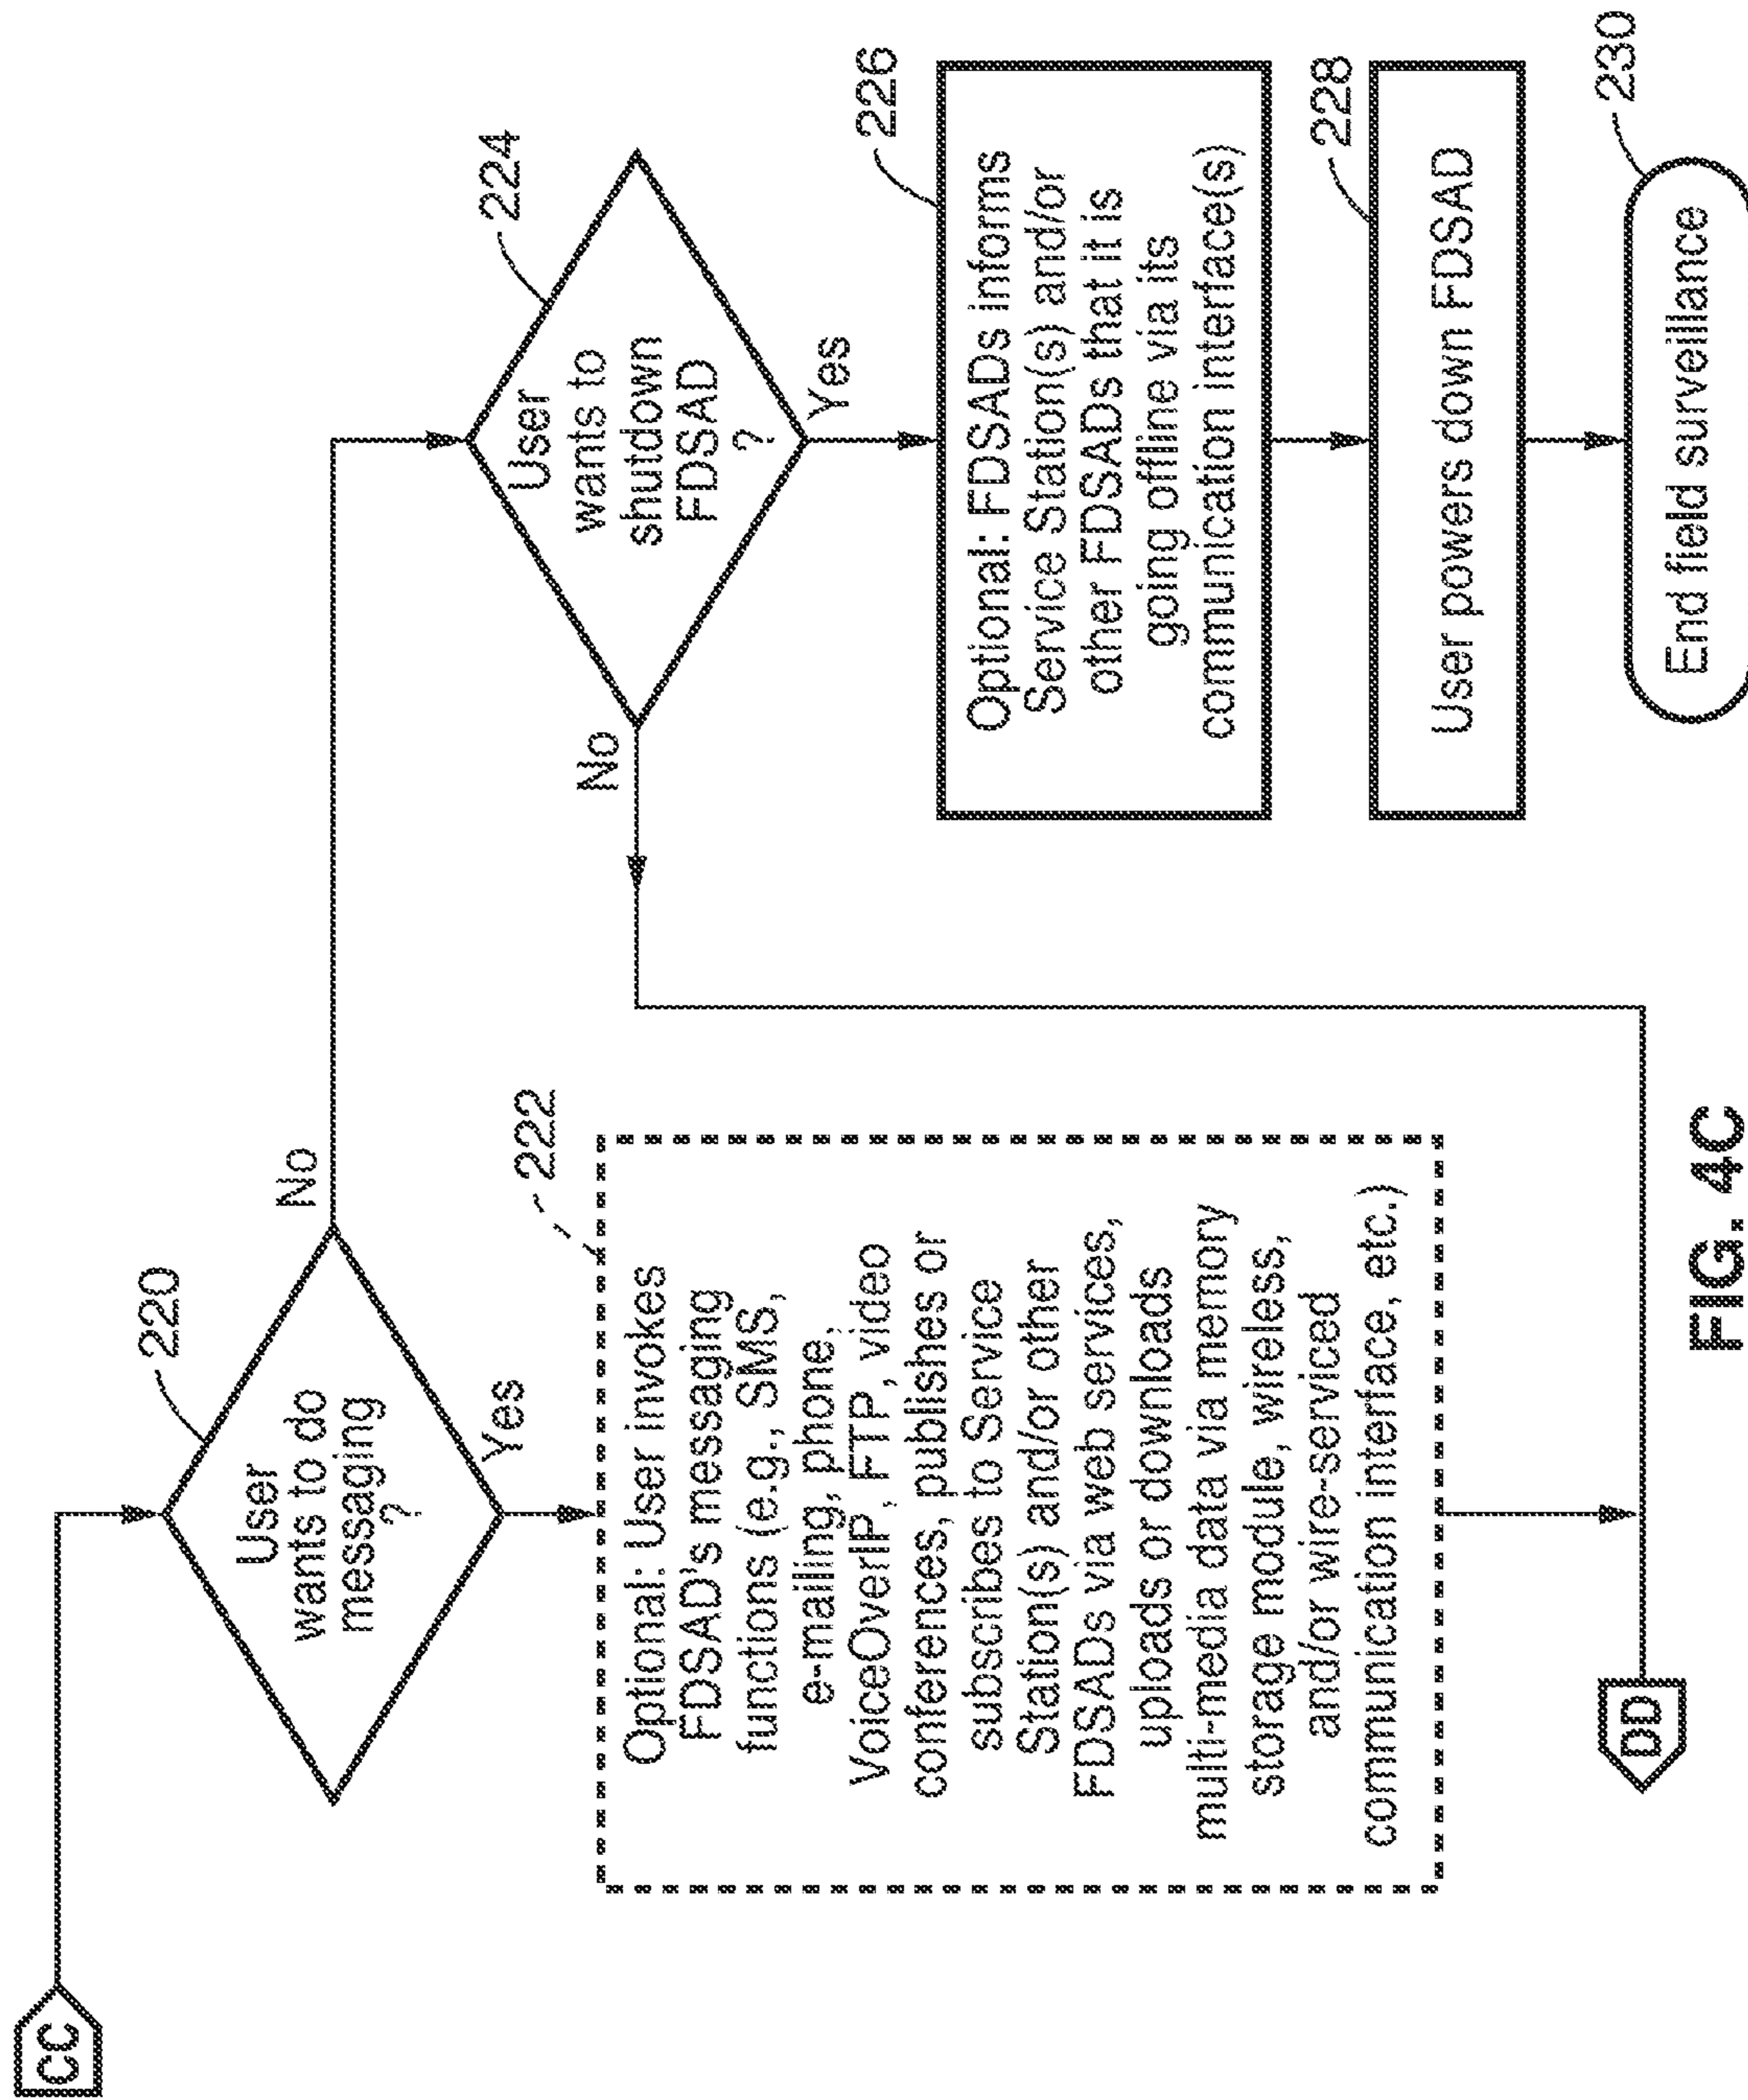 CC
220
User
wants to do
messaging
?
No
Yes
222
Optional: User invokes
FDSAD's messaging
functions (e.g., SMS,
e-mailing, phone,
VoiceOverIP, FTP, video
conferences, publishes or
subscribes to Service
Station(s) and/or other
FDSADs via web services,
uploads or downloads
multi-media data via memory
storage module, wireless,
and/or wire-serviced
communication interface, etc.)
DD
224
User
wants to
shutdown
FDSAD
?
No
Yes
226
Optional: FDSADs informs
Service Station(s) and/or
other FDSADs that it is
going offline via its
communication interface(s)
228
User powers down FDSAD
230
End field surveillance
FIG. 4C